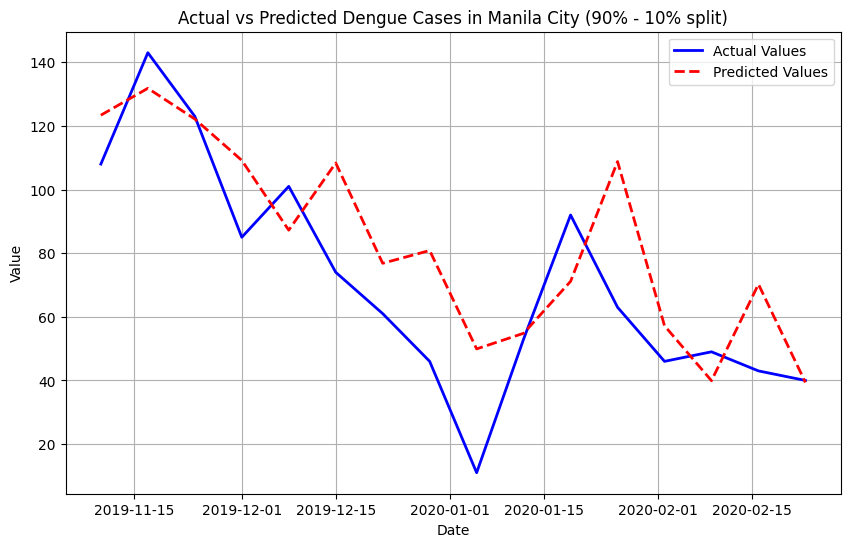 Actual vs Predicted Dengue Cases in Manila City (90% - 10% split)
Actual Values
Predicted Values
140
120
100
80
60
40
20
Value
2019-11-15 2019-12-01 2019-12-15 2020-01-01 2020-01-15 2020-02-01 2020-02-15
Date